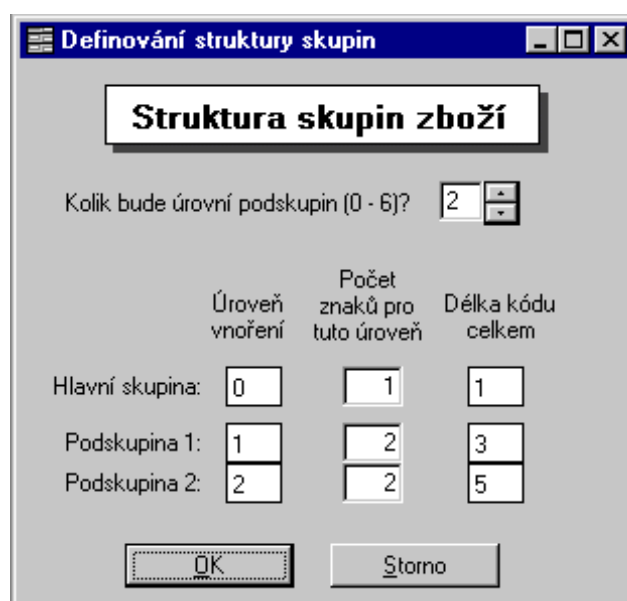 Definování struktury skupin
Struktura skupin zboží
Kolik bude úrovní podskupin (0 - 6)? 2
Úroveň vnoření Počet znaků pro tuto úroveň Délka kódu celkem
Hlavní skupina: 0 1 1
Podskupina 1: 1 2 3
Podskupina 2: 2 2 5
OK Storno